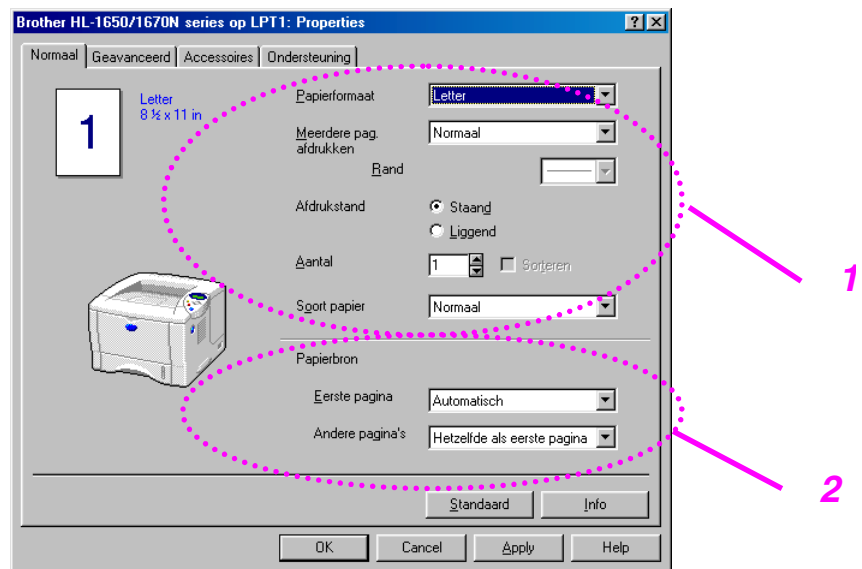 Brother HL-1650/1670N series op LPT1: Properties
Normaal Geavanceerd Accessoires Ondersteuning
1
Letter
8 ½ x 11 in
Papierformaat Letter
Meerdere pag. afdrukken Normaal
Rand
Afdrukstand Staand
Liggend
Aantal 1 Sorteren
Soort papier Normaal
Papierbron
Eerste pagina Automatisch
Andere pagina's Hetzelfde als eerste pagina
Standaard Info
OK Cancel Apply Help
1
2